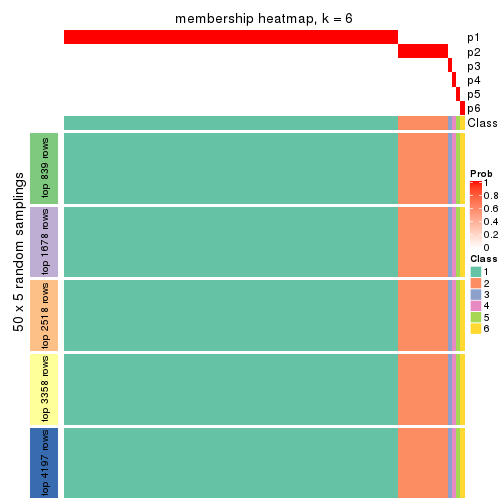 membership heatmap, k = 6
p1
p2
p3
p4
p5
p6
Class
50 x 5 random samplings
top 839 rows
top 1678 rows
top 2518 rows
top 3358 rows
top 4197 rows
Prob
1
0.8
0.6
0.4
0.2
0
Class
1
2
3
4
5
6